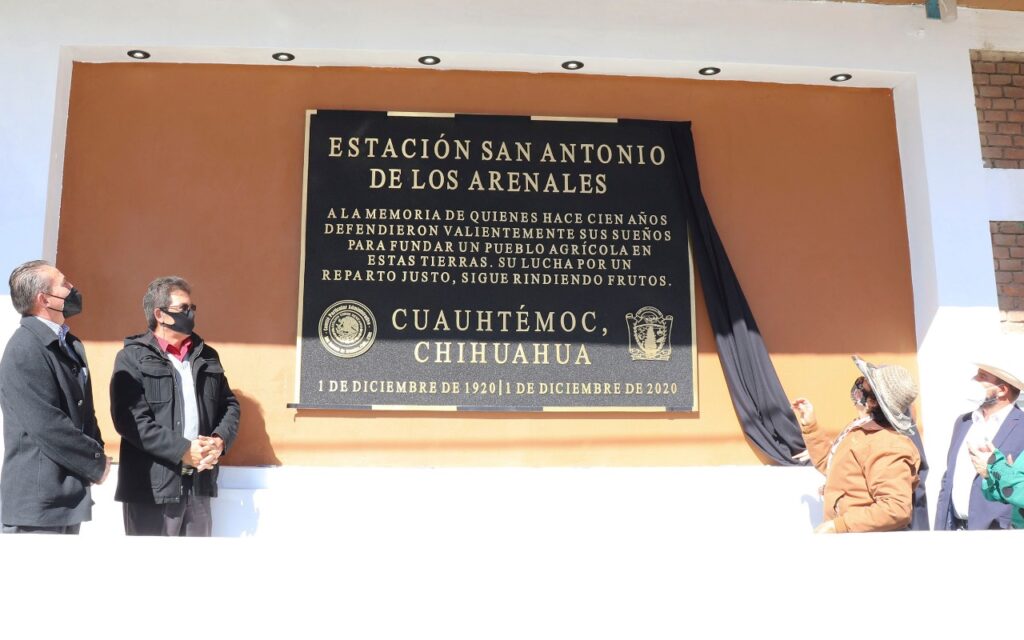 ESTACIÓN SAN ANTONIO
DE LOS ARENALES
A LA MEMORIA DE QUIENES HACE CIEN AÑOS
DEFENDIERON VALIENTEMENTE SUS SUEÑOS
PARA FUNDAR UN PUEBLO AGRÍCOLA EN
ESTAS TIERRAS. SU LUCHA POR UN
REPARTO JUSTO, SIGUE RINDIENDO FRUTOS.
CUAUHTÉMOC,
CHIHUAHUA
1 DE DICIEMBRE DE 1920|1 DE DICIEMBRE DE 2020